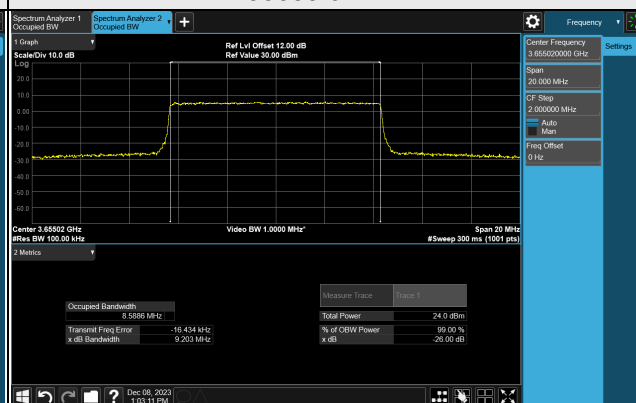 Spectrum Analyzer 1
Occupied BW
Spectrum Analyzer 2
Occupied BW
Frequency
1 Graph
Scale/Div 10.0 dB
Ref Lvl Offset 12.00 dB
Ref Value 30.00 dBm
Log
20.0
10.0
0.00
-10.0
-20.0
-30.0
-40.0
-50.0
-60.0
Center 3.65502 GHz
#Res BW 100.00 kHz
Video BW 1.0000 MHz*
Span 20 MHz
#Sweep 300 ms (1001 pts)
2 Metrics
Measure Trace
Trace 1
Occupied Bandwidth
8.5886 MHz
Total Power
24.0 dBm
Transmit Freq Error
-16.434 kHz
% of OBW Power
99.00 %
x dB Bandwidth
9.203 MHz
x dB
-26.00 dB
Center Frequency
3.655020000 GHz
Settings
Span
20.000 MHz
CF Step
2.000000 MHz
Auto
Man
Freq Offset
0 Hz
Dec 08, 2023
1:03:11 PM